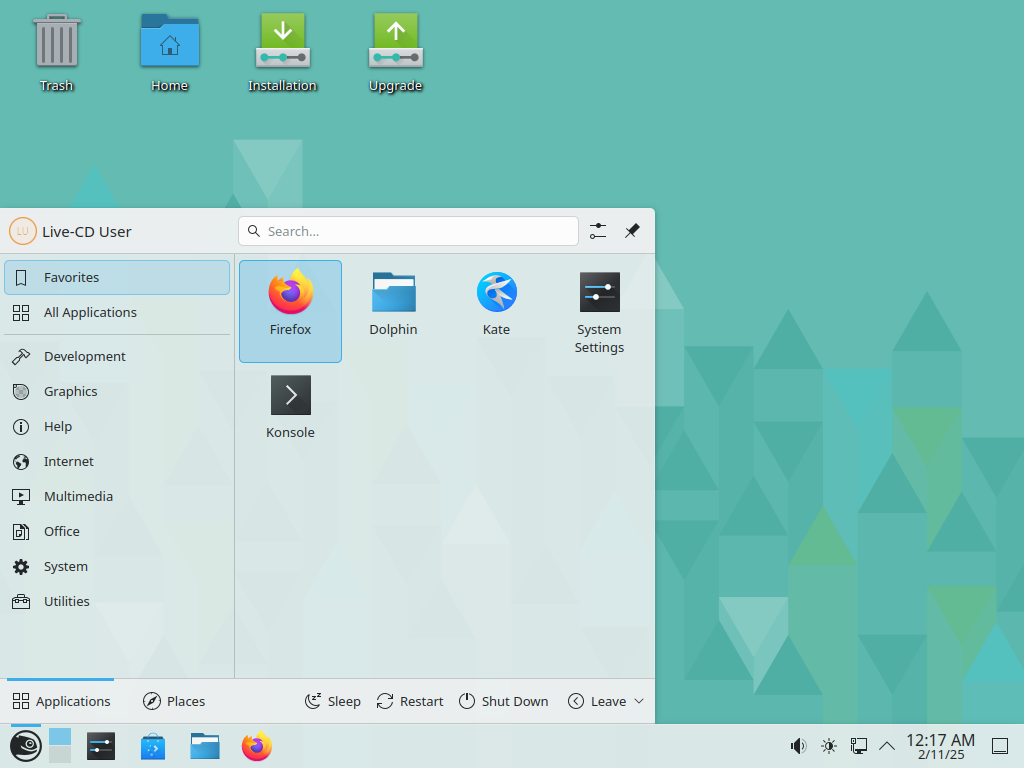 Trash
Home
Installation
Upgrade
LU
Live-CD User
Search...
Favorites
All Applications
Development
Graphics
Help
Internet
Multimedia
Office
System
Utilities
Firefox
Dolphin
Kate
System
Settings
Konsole
Applications
Places
Sleep
Restart
Shut Down
Leave
12:17 AM
2/11/25